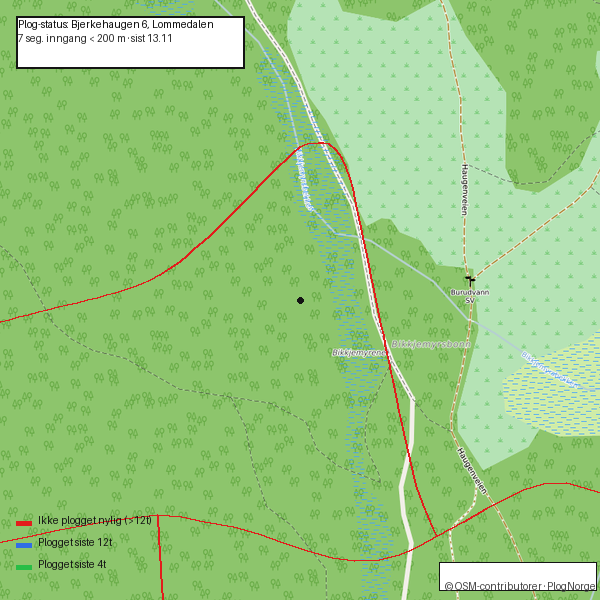 Plog-status: Bjerkehaugen 6, Lommedalen
7 seg. inngang < 200 m · sist 13.11
Haugenveien
Burudvann
SV
Bikkjemyrsbonn
Bikkjemyrene
Haugenveien
Ikke plogget nylig (>12t)
Plogget siste 12t
Plogget siste 4t
© OSM-contributorer · PlogNorge